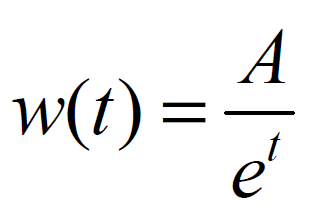 w(t) = A / e^t